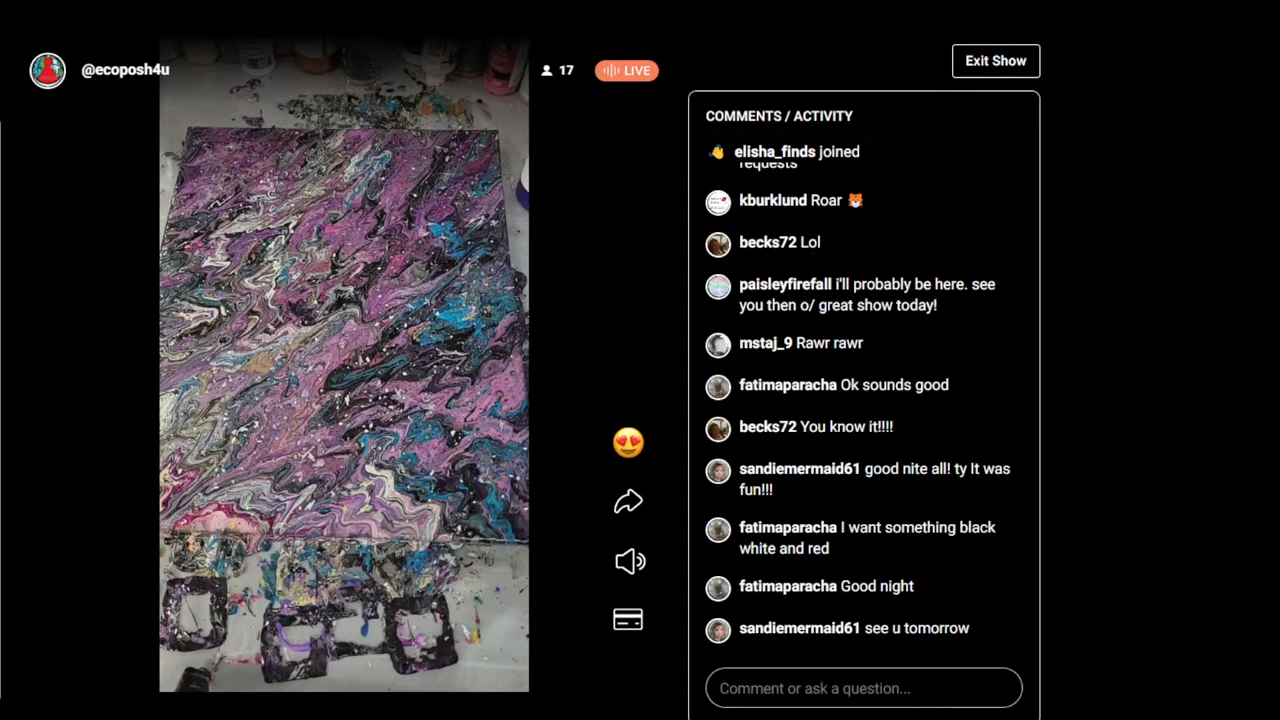 @ecoposh4u
17
LIVE
Exit Show
COMMENTS / ACTIVITY
elisha_finds joined
requests
kburklund Roar 🐯
becks72 Lol
paisleyfirefall i'll probably be here. see
you then o/ great show today!
mstaj_9 Rawr rawr
fatimaparacha Ok sounds good
becks72 You know it!!!!
sandiemermaid61 good nite all! ty It was
fun!!!
fatimaparacha I want something black
white and red
fatimaparacha Good night
sandiemermaid61 see u tomorrow
Comment or ask a question...